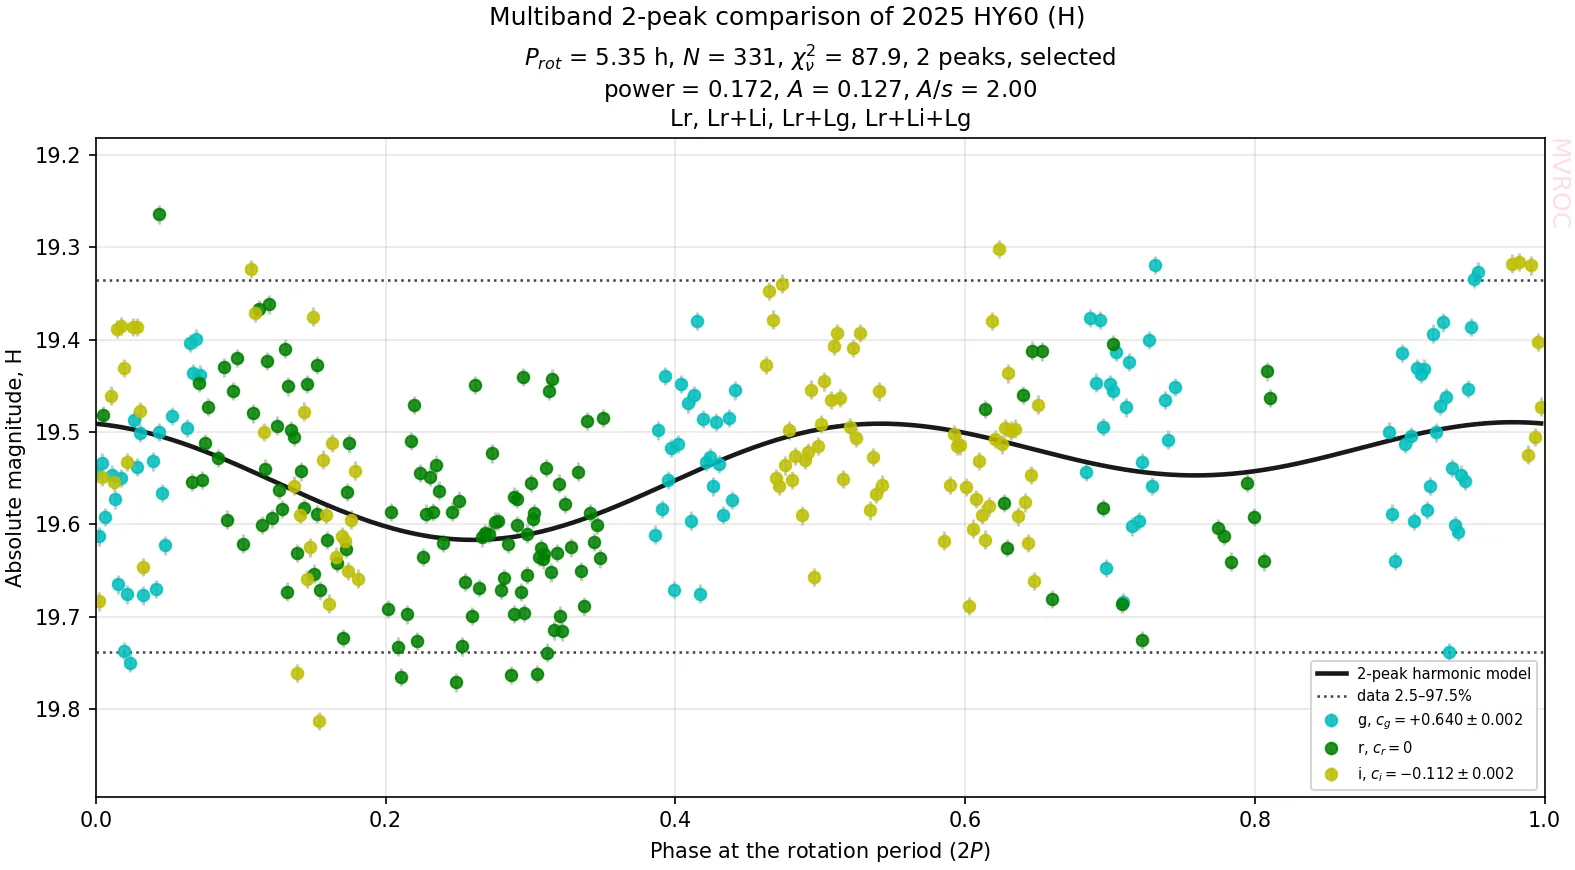 Multiband 2-peak comparison of 2025 HY60 (H)
P_rot = 5.35 h, N = 331, χ²_ν = 87.9, 2 peaks, selected
power = 0.172, A = 0.127, A/s = 2.00
Lr, Lr+Li, Lr+Lg, Lr+Li+Lg
MVROC
Absolute magnitude, H
19.2
19.3
19.4
19.5
19.6
19.7
19.8
2-peak harmonic model
data 2.5–97.5%
g, c_g = +0.640 ± 0.002
r, c_r = 0
i, c_i = −0.112 ± 0.002
0.0 0.2 0.4 0.6 0.8 1.0
Phase at the rotation period (2P)